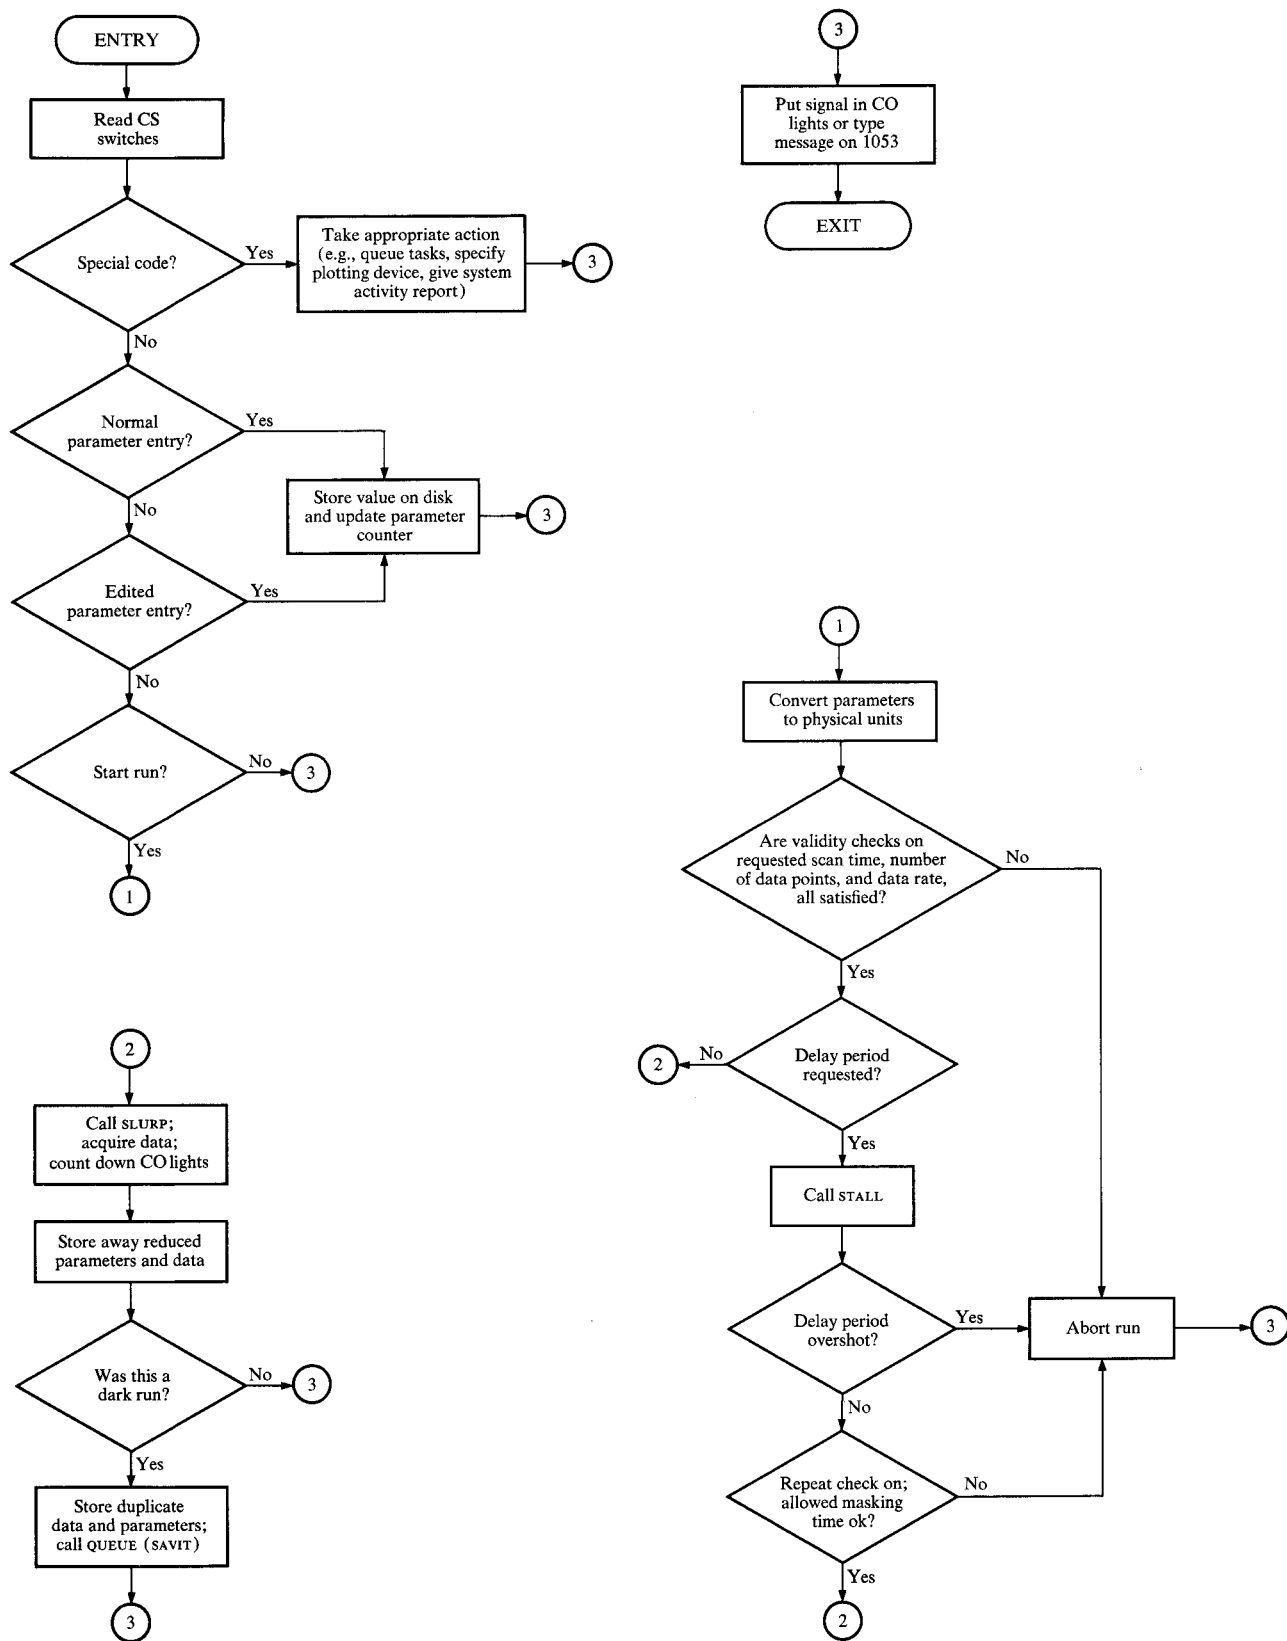 ENTRY
Read CS
switches
Special code?
Yes
Take appropriate action
(e.g., queue tasks, specify
plotting device, give system
activity report)
3
No
Normal
parameter entry?
Yes
Store value on disk
and update parameter
counter
3
No
Edited
parameter entry?
Yes
No
Start run?
No
3
Yes
1
2
Call SLURP;
acquire data;
count down CO lights
Store away reduced
parameters and data
Was this a
dark run?
No
3
Yes
Store duplicate
data and parameters;
call QUEUE (SAVIT)
3
3
Put signal in CO
lights or type
message on 1053
EXIT
1
Convert parameters
to physical units
Are validity checks on
requested scan time, number
of data points, and data rate,
all satisfied?
No
Yes
Delay period
requested?
No
2
Yes
Call STALL
Delay period
overshot?
Yes
Abort run
3
No
Repeat check on;
allowed masking
time ok?
No
Yes
2